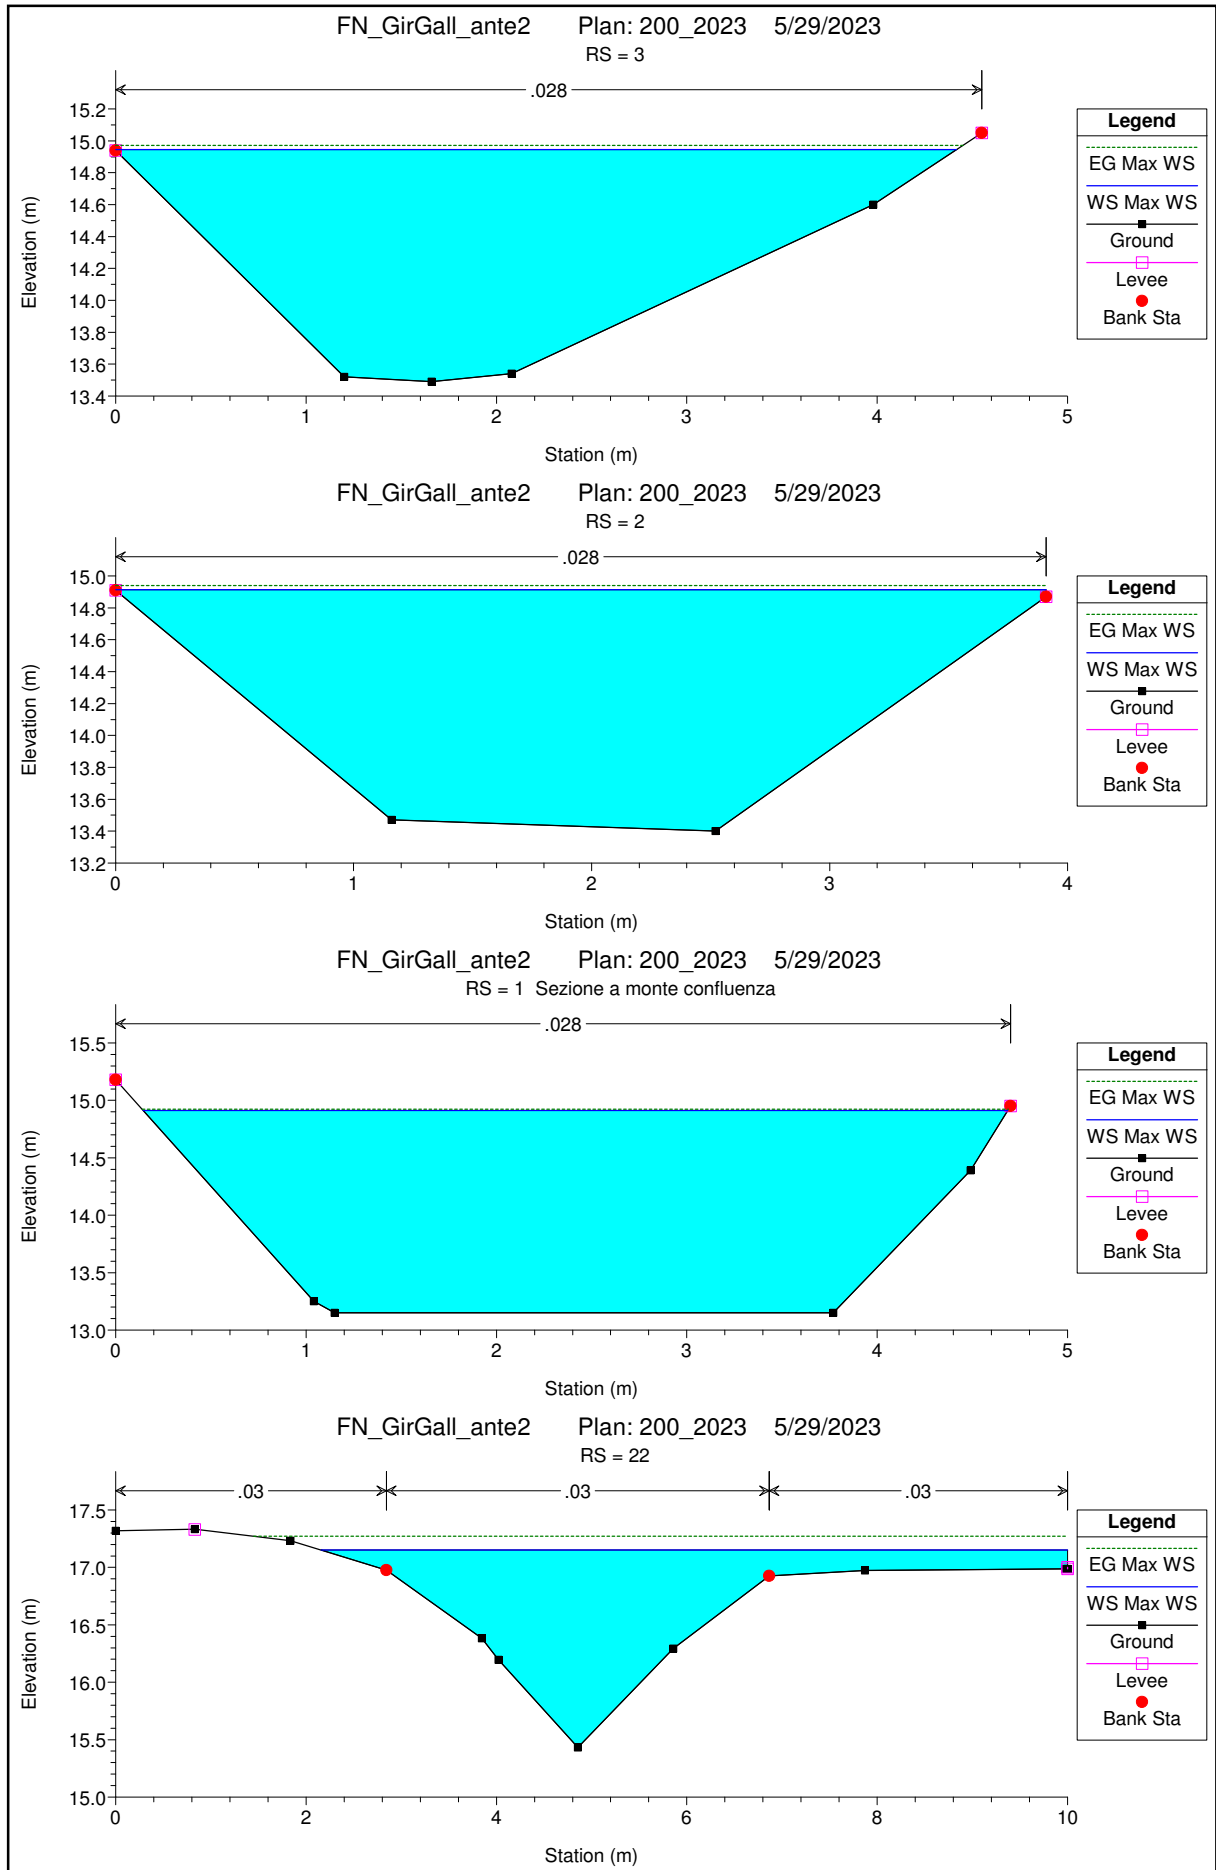 FN_GirGall_ante2 Plan: 200_2023 5/29/2023
RS = 3
.028
15.2
15.0
14.8
14.6
14.4
14.2
14.0
13.8
13.6
13.4
0 1 2 3 4 5
Elevation (m)
Station (m)
Legend
EG Max WS
WS Max WS
Ground
Levee
Bank Sta
FN_GirGall_ante2 Plan: 200_2023 5/29/2023
RS = 2
.028
15.0
14.8
14.6
14.4
14.2
14.0
13.8
13.6
13.4
13.2
0 1 2 3 4
Elevation (m)
Station (m)
Legend
EG Max WS
WS Max WS
Ground
Levee
Bank Sta
FN_GirGall_ante2 Plan: 200_2023 5/29/2023
RS = 1 Sezione a monte confluenza
.028
15.5
15.0
14.5
14.0
13.5
13.0
0 1 2 3 4 5
Elevation (m)
Station (m)
Legend
EG Max WS
WS Max WS
Ground
Levee
Bank Sta
FN_GirGall_ante2 Plan: 200_2023 5/29/2023
RS = 22
.03 .03 .03
17.5
17.0
16.5
16.0
15.5
15.0
0 2 4 6 8 10
Elevation (m)
Station (m)
Legend
EG Max WS
WS Max WS
Ground
Levee
Bank Sta